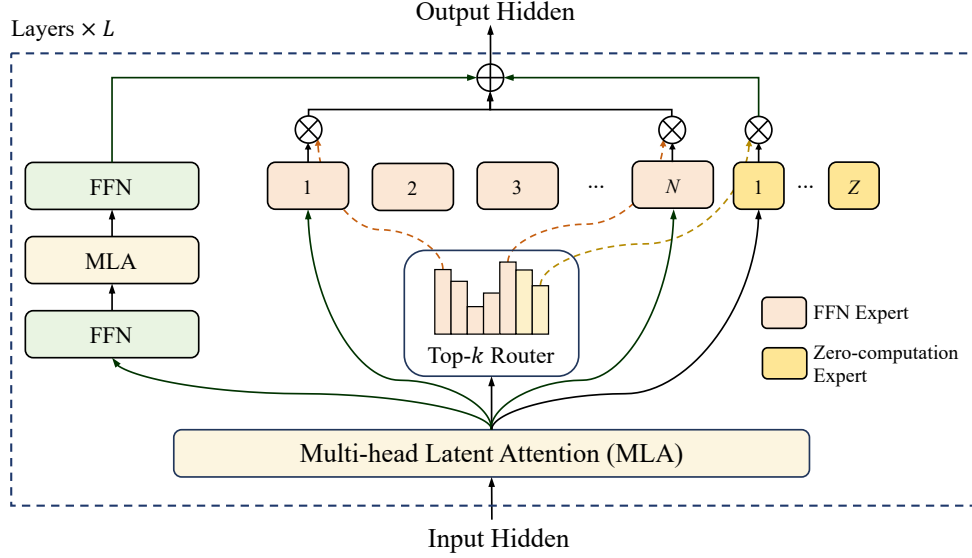 Output Hidden
Layers × L
FFN
1
2
3
...
N
1
...
Z
MLA
FFN
Top-k Router
FFN Expert
Zero-computation
Expert
Multi-head Latent Attention (MLA)
Input Hidden